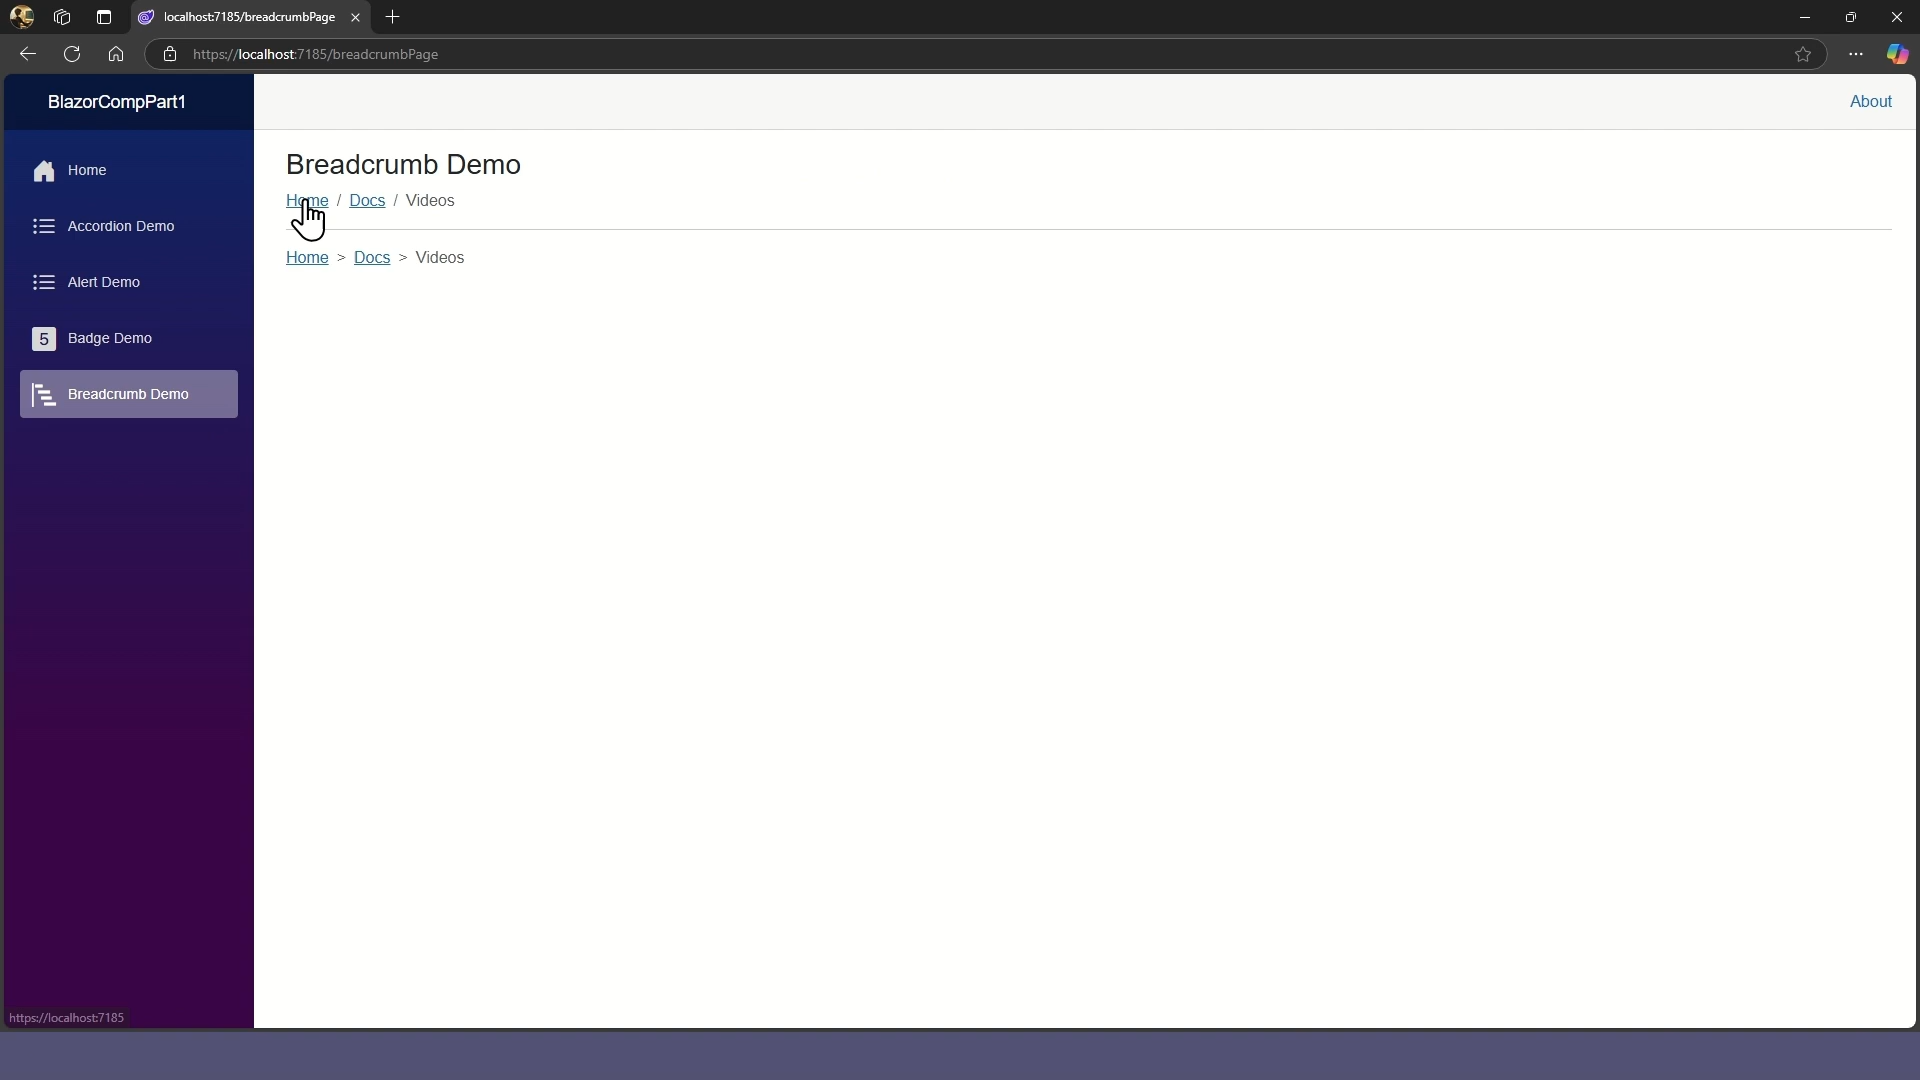 localhost:7185/breadcrumbPage
https://localhost:7185/breadcrumbPage
BlazorCompPart1
About
Home
Accordion Demo
Alert Demo
5 Badge Demo
Breadcrumb Demo
Breadcrumb Demo
Home / Docs / Videos
Home > Docs > Videos
https://localhost:7185